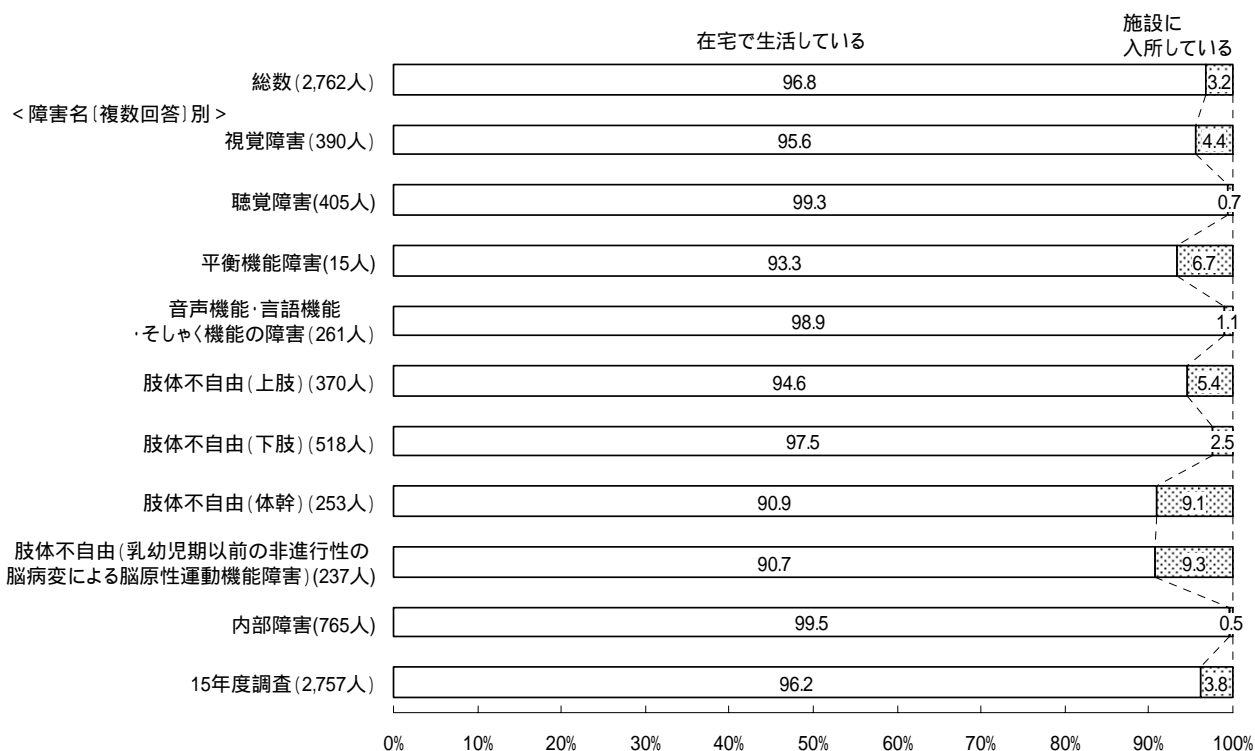 在宅で生活している
施設に
入所している
総数(2,762人) 96.8 3.2
<障害名〔複数回答〕別>
視覚障害(390人) 95.6 4.4
聴覚障害(405人) 99.3 0.7
平衡機能障害(15人) 93.3 6.7
音声機能・言語機能
・そしゃく機能の障害(261人) 98.9 1.1
肢体不自由(上肢)(370人) 94.6 5.4
肢体不自由(下肢)(518人) 97.5 2.5
肢体不自由(体幹)(253人) 90.9 9.1
肢体不自由(乳幼児期以前の非進行性の
脳病変による脳原性運動機能障害)(237人) 90.7 9.3
内部障害(765人) 99.5 0.5
15年度調査(2,757人) 96.2 3.8
0% 10% 20% 30% 40% 50% 60% 70% 80% 90% 100%